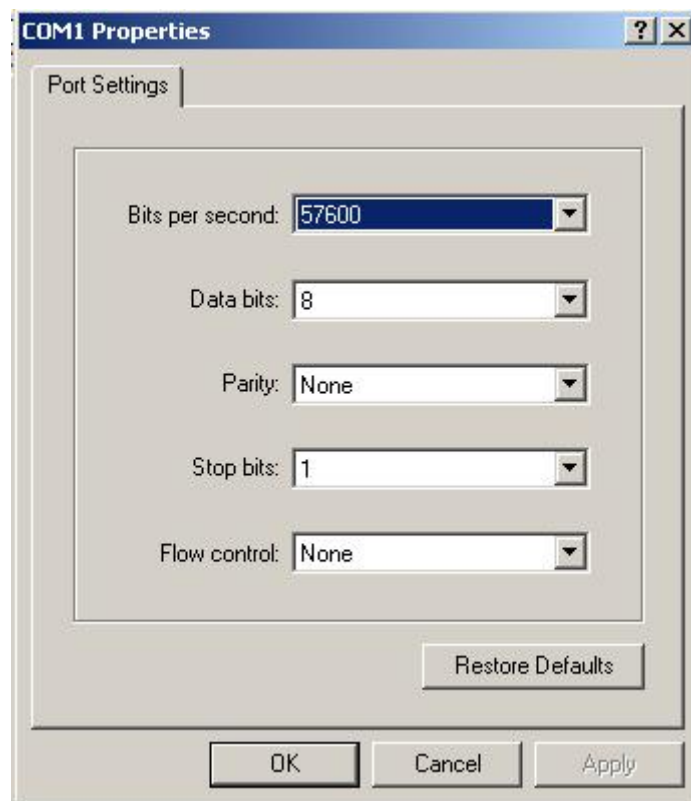 COM1 Properties
Port Settings
Bits per second: 57600
Data bits: 8
Parity: None
Stop bits: 1
Flow control: None
Restore Defaults
OK Cancel Apply